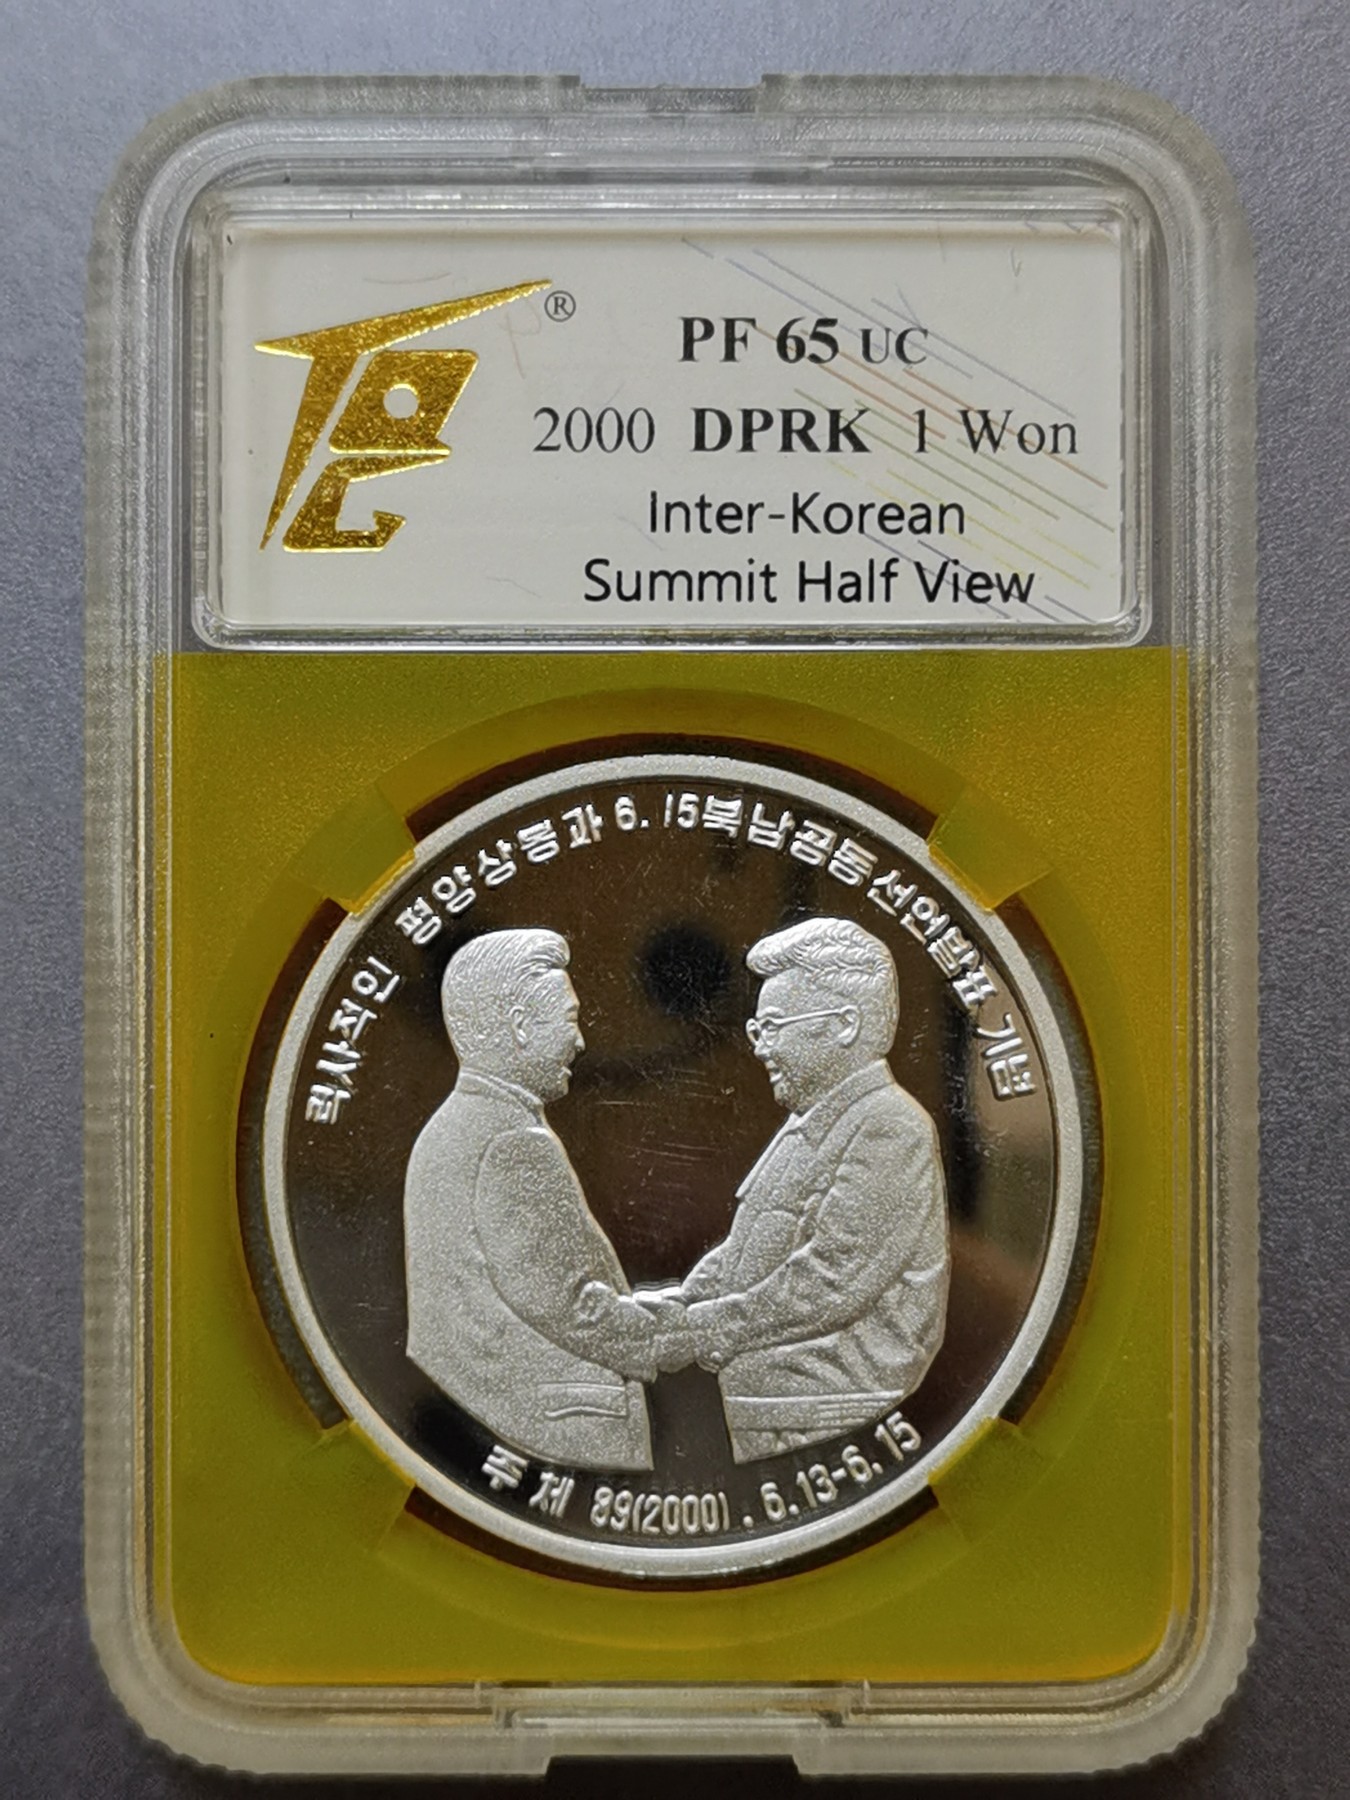 ®
PF 65 UC
2000 DPRK 1 Won
Inter-Korean
Summit Half View
력사적인 평양상봉과 6.15북남공동선언발표 기념
주체 89(2000). 6.13-6.15